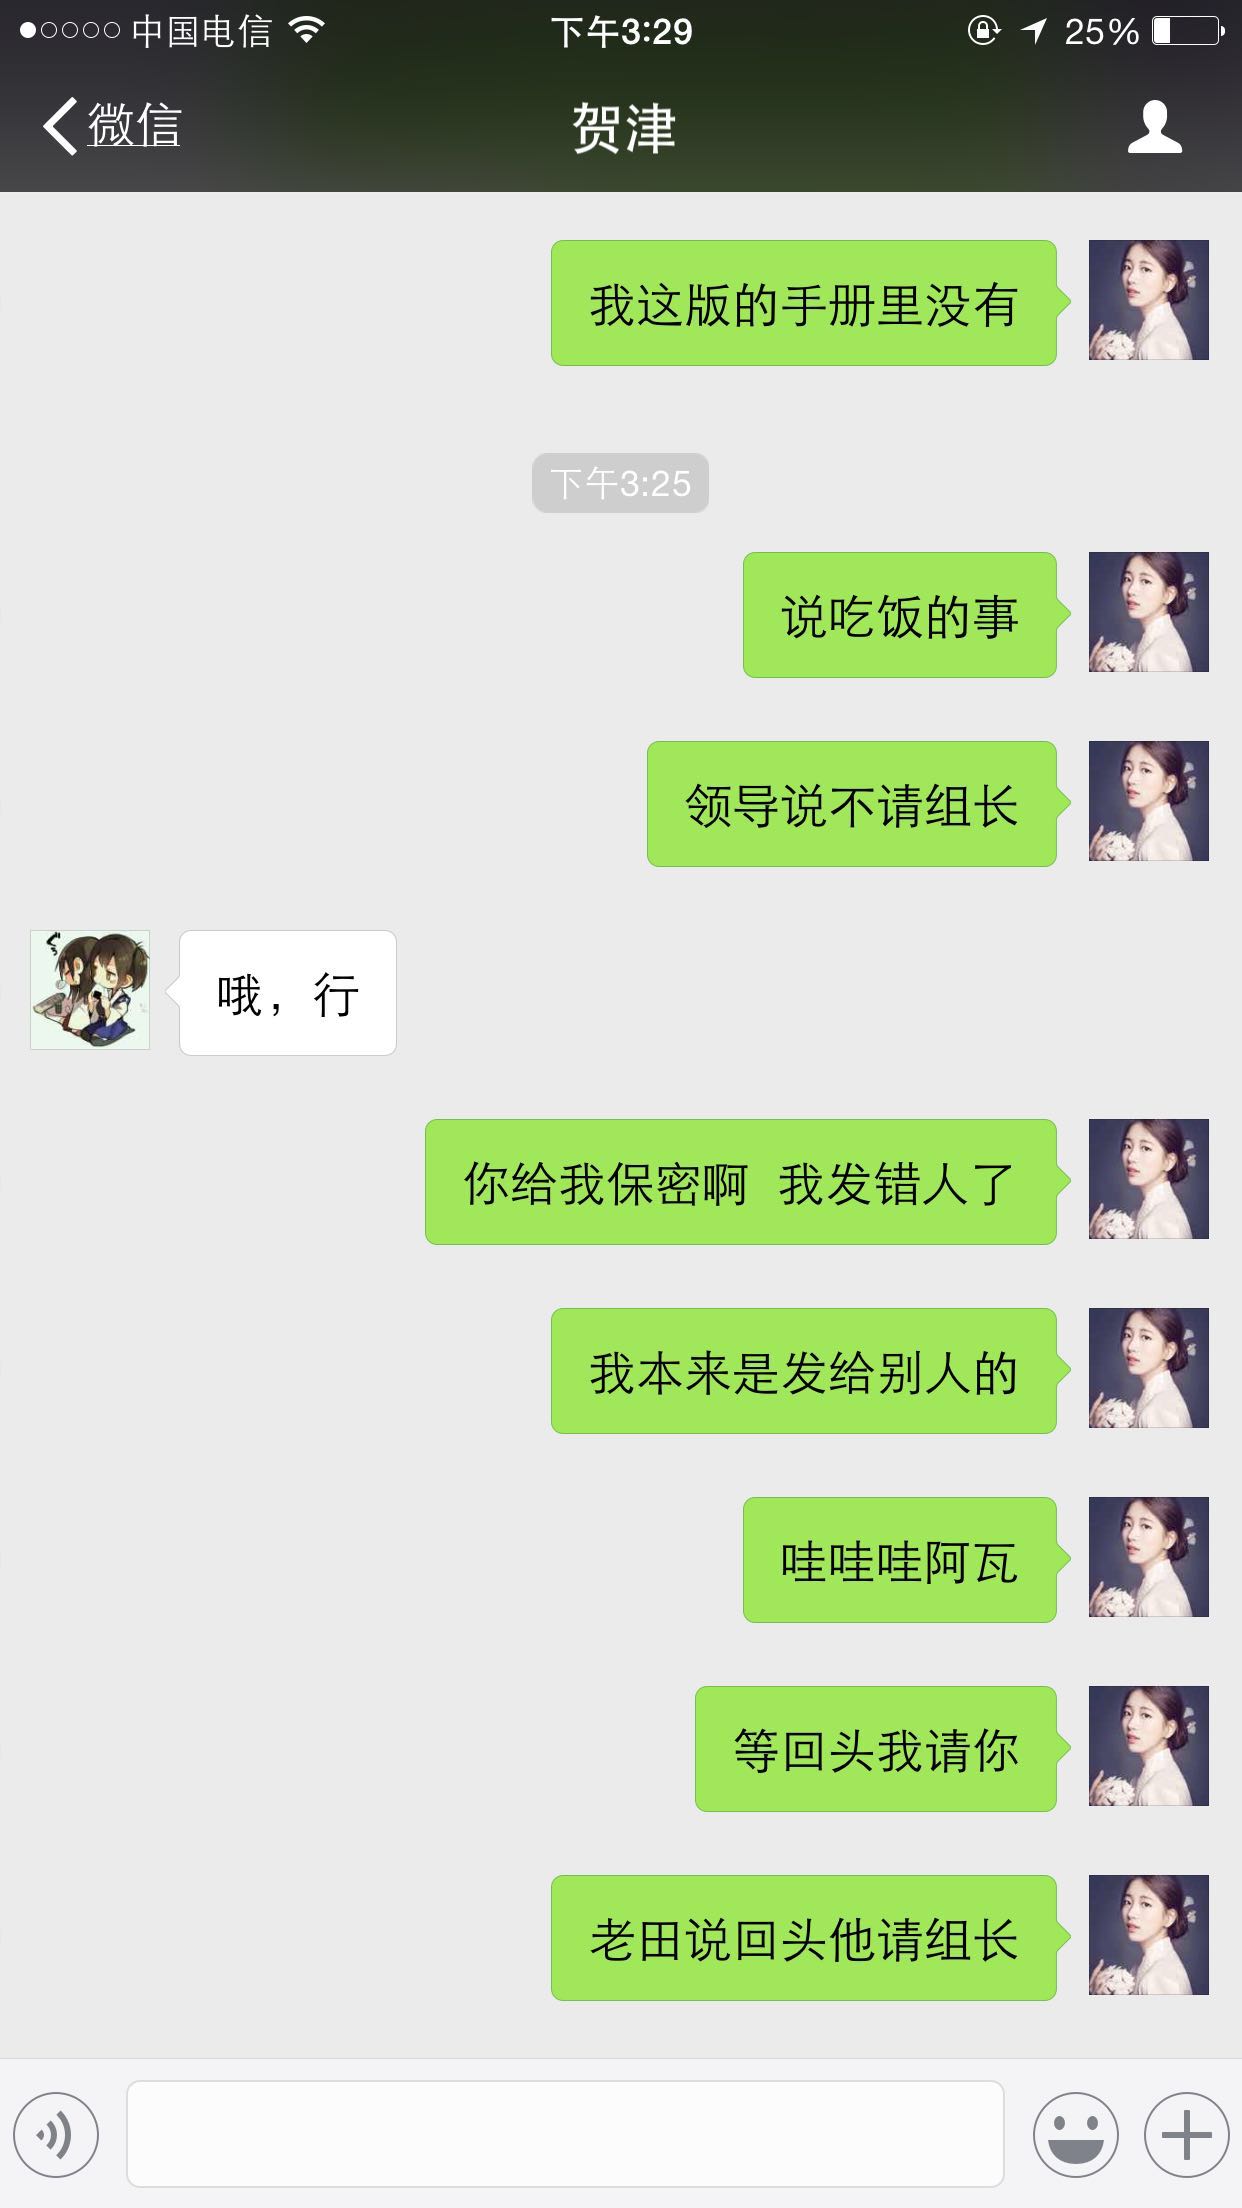 中国电信 下午3:29 25%
微信 贺津
我这版的手册里没有
下午3:25
说吃饭的事
领导说不请组长
哦，行
你给我保密啊 我发错人了
我本来是发给别人的
哇哇哇阿瓦
等回头我请你
老田说回头他请组长